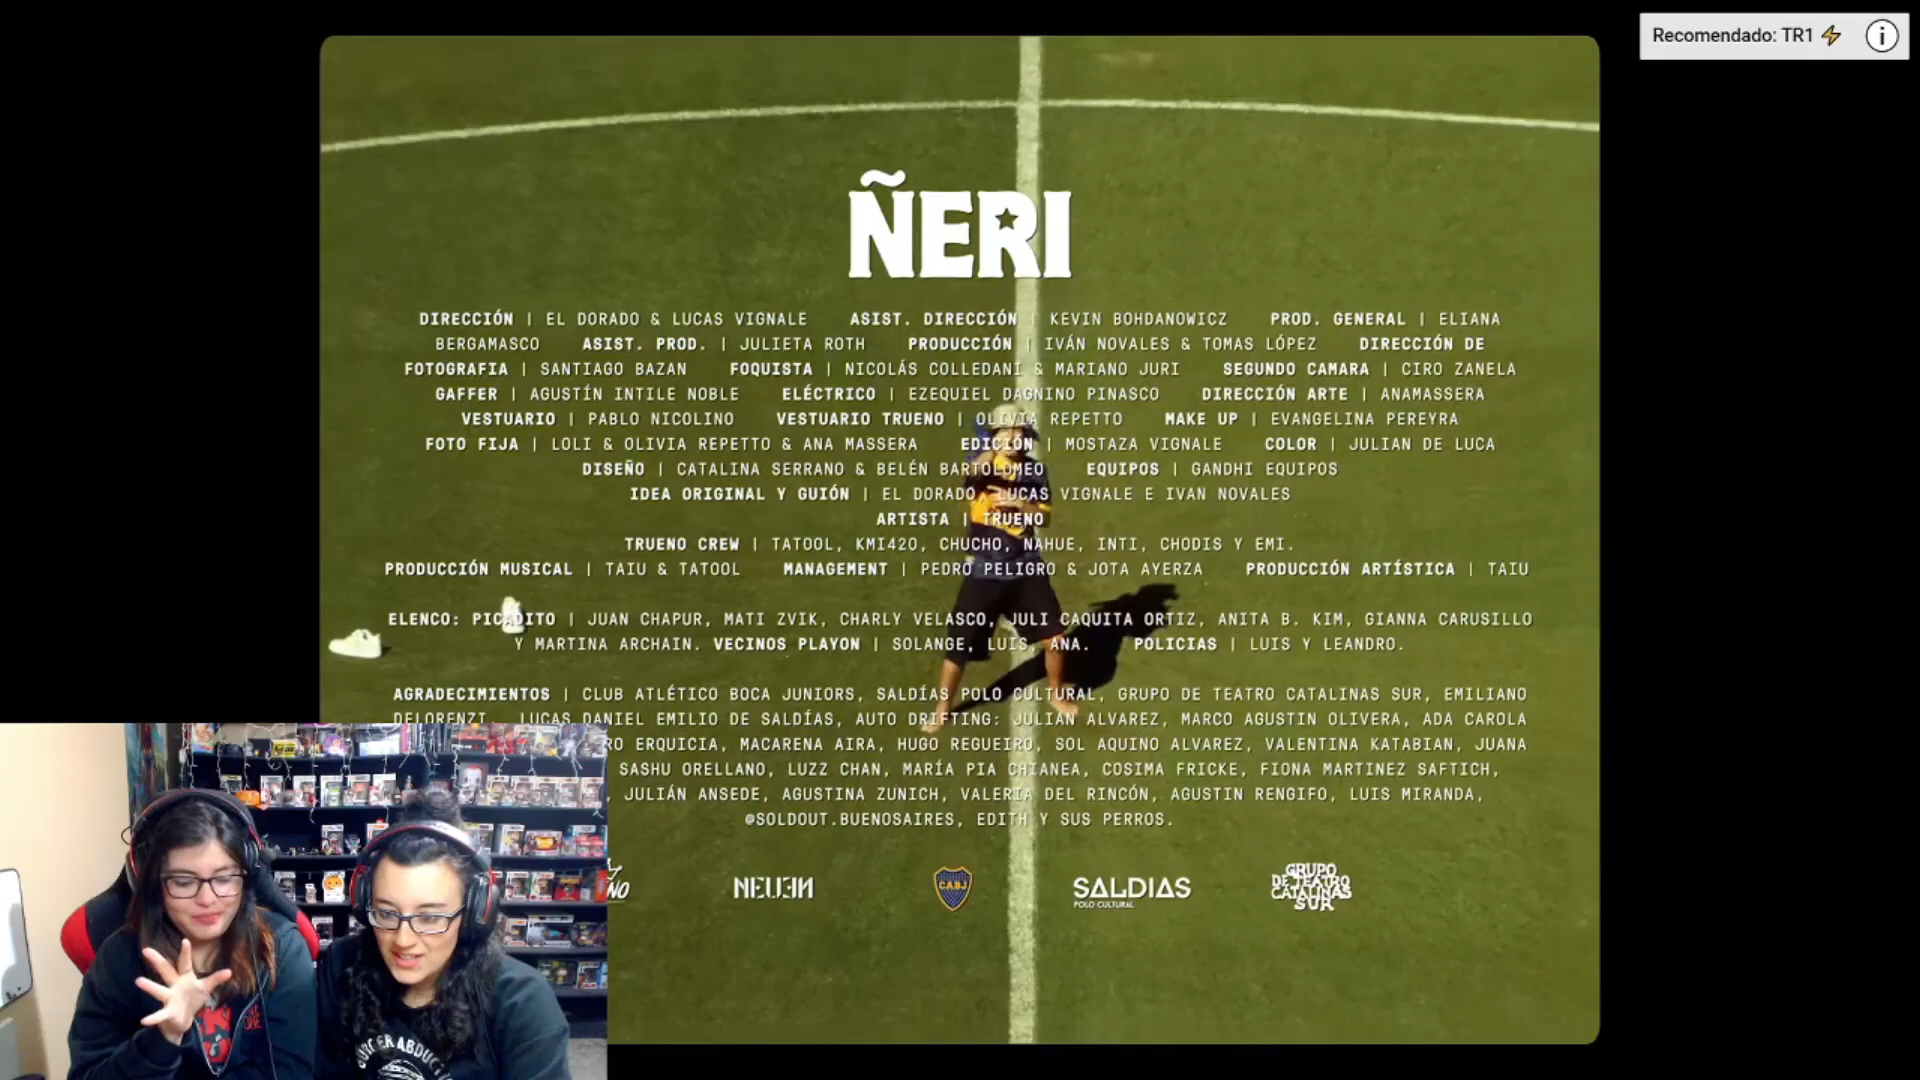 Recomendado: TR1
ÑERI
DIRECCIÓN | EL DORADO & LUCAS VIGNALE ASIST. DIRECCIÓN | KEVIN BOHDANOWICZ PROD. GENERAL | ELIANA
BERGAMASCO ASIST. PROD. | JULIETA ROTH PRODUCCIÓN | IVÁN NOVALES & TOMAS LÓPEZ DIRECCIÓN DE
FOTOGRAFIA | SANTIAGO BAZAN FOQUISTA | NICOLÁS COLLEDANI & MARIANO JURI SEGUNDO CAMARA | CIRO ZANELA
GAFFER | AGUSTÍN INTILE NOBLE ELÉCTRICO | EZEQUIEL DAGNINO PINASCO DIRECCIÓN ARTE | ANAMASSERA
VESTUARIO | PABLO NICOLINO VESTUARIO TRUENO | OLIVIA REPETTO MAKE UP | EVANGELINA PEREYRA
FOTO FIJA | LOLI & OLIVIA REPETTO & ANA MASSERA EDICIÓN | MOSTAZA VIGNALE COLOR | JULIAN DE LUCA
DISEÑO | CATALINA SERRANO & BELÉN BARTOLOMEO EQUIPOS | GANDHI EQUIPOS
IDEA ORIGINAL Y GUIÓN | EL DORADO, LUCAS VIGNALE E IVAN NOVALES
ARTISTA | TRUENO
TRUENO CREW | TATOOL, KMI420, CHUCHO, NAHUE, INTI, CHODIS Y EMI.
PRODUCCIÓN MUSICAL | TAIU & TATOOL MANAGEMENT | PEDRO PELIGRO & JOTA AYERZA PRODUCCIÓN ARTÍSTICA | TAIU
ELENCO: PICADITO | JUAN CHAPUR, MATI ZVIK, CHARLY VELASCO, JULI CAQUITA ORTIZ, ANITA B. KIM, GIANNA CARUSILLO
Y MARTINA ARCHAIN. VECINOS PLAYON | SOLANGE, LUIS, ANA. POLICIAS | LUIS Y LEANDRO.
AGRADECIMIENTOS | CLUB ATLÉTICO BOCA JUNIORS, SALDÍAS POLO CULTURAL, GRUPO DE TEATRO CATALINAS SUR, EMILIANO
DELORENZI, LUCAS DANIEL EMILIO DE SALDÍAS, AUTO DRIFTING: JULIAN ALVAREZ, MARCO AGUSTIN OLIVERA, ADA CAROLA
RO ERQUICIA, MACARENA AIRA, HUGO REGUEIRO, SOL AQUINO ALVAREZ, VALENTINA KATABIAN, JUANA
SASHU ORELLANO, LUZZ CHAN, MARÍA PIA CHIANEA, COSIMA FRICKE, FIONA MARTINEZ SAFTICH,
, JULIÁN ANSEDE, AGUSTINA ZUNICH, VALERIA DEL RINCÓN, AGUSTIN RENGIFO, LUIS MIRANDA,
@SOLDOUT.BUENOSAIRES, EDITH Y SUS PERROS.
NEUEN
CABJ
SALDIAS
POLO CULTURAL
GRUPO
DE TEATRO
CATALINAS
SUR